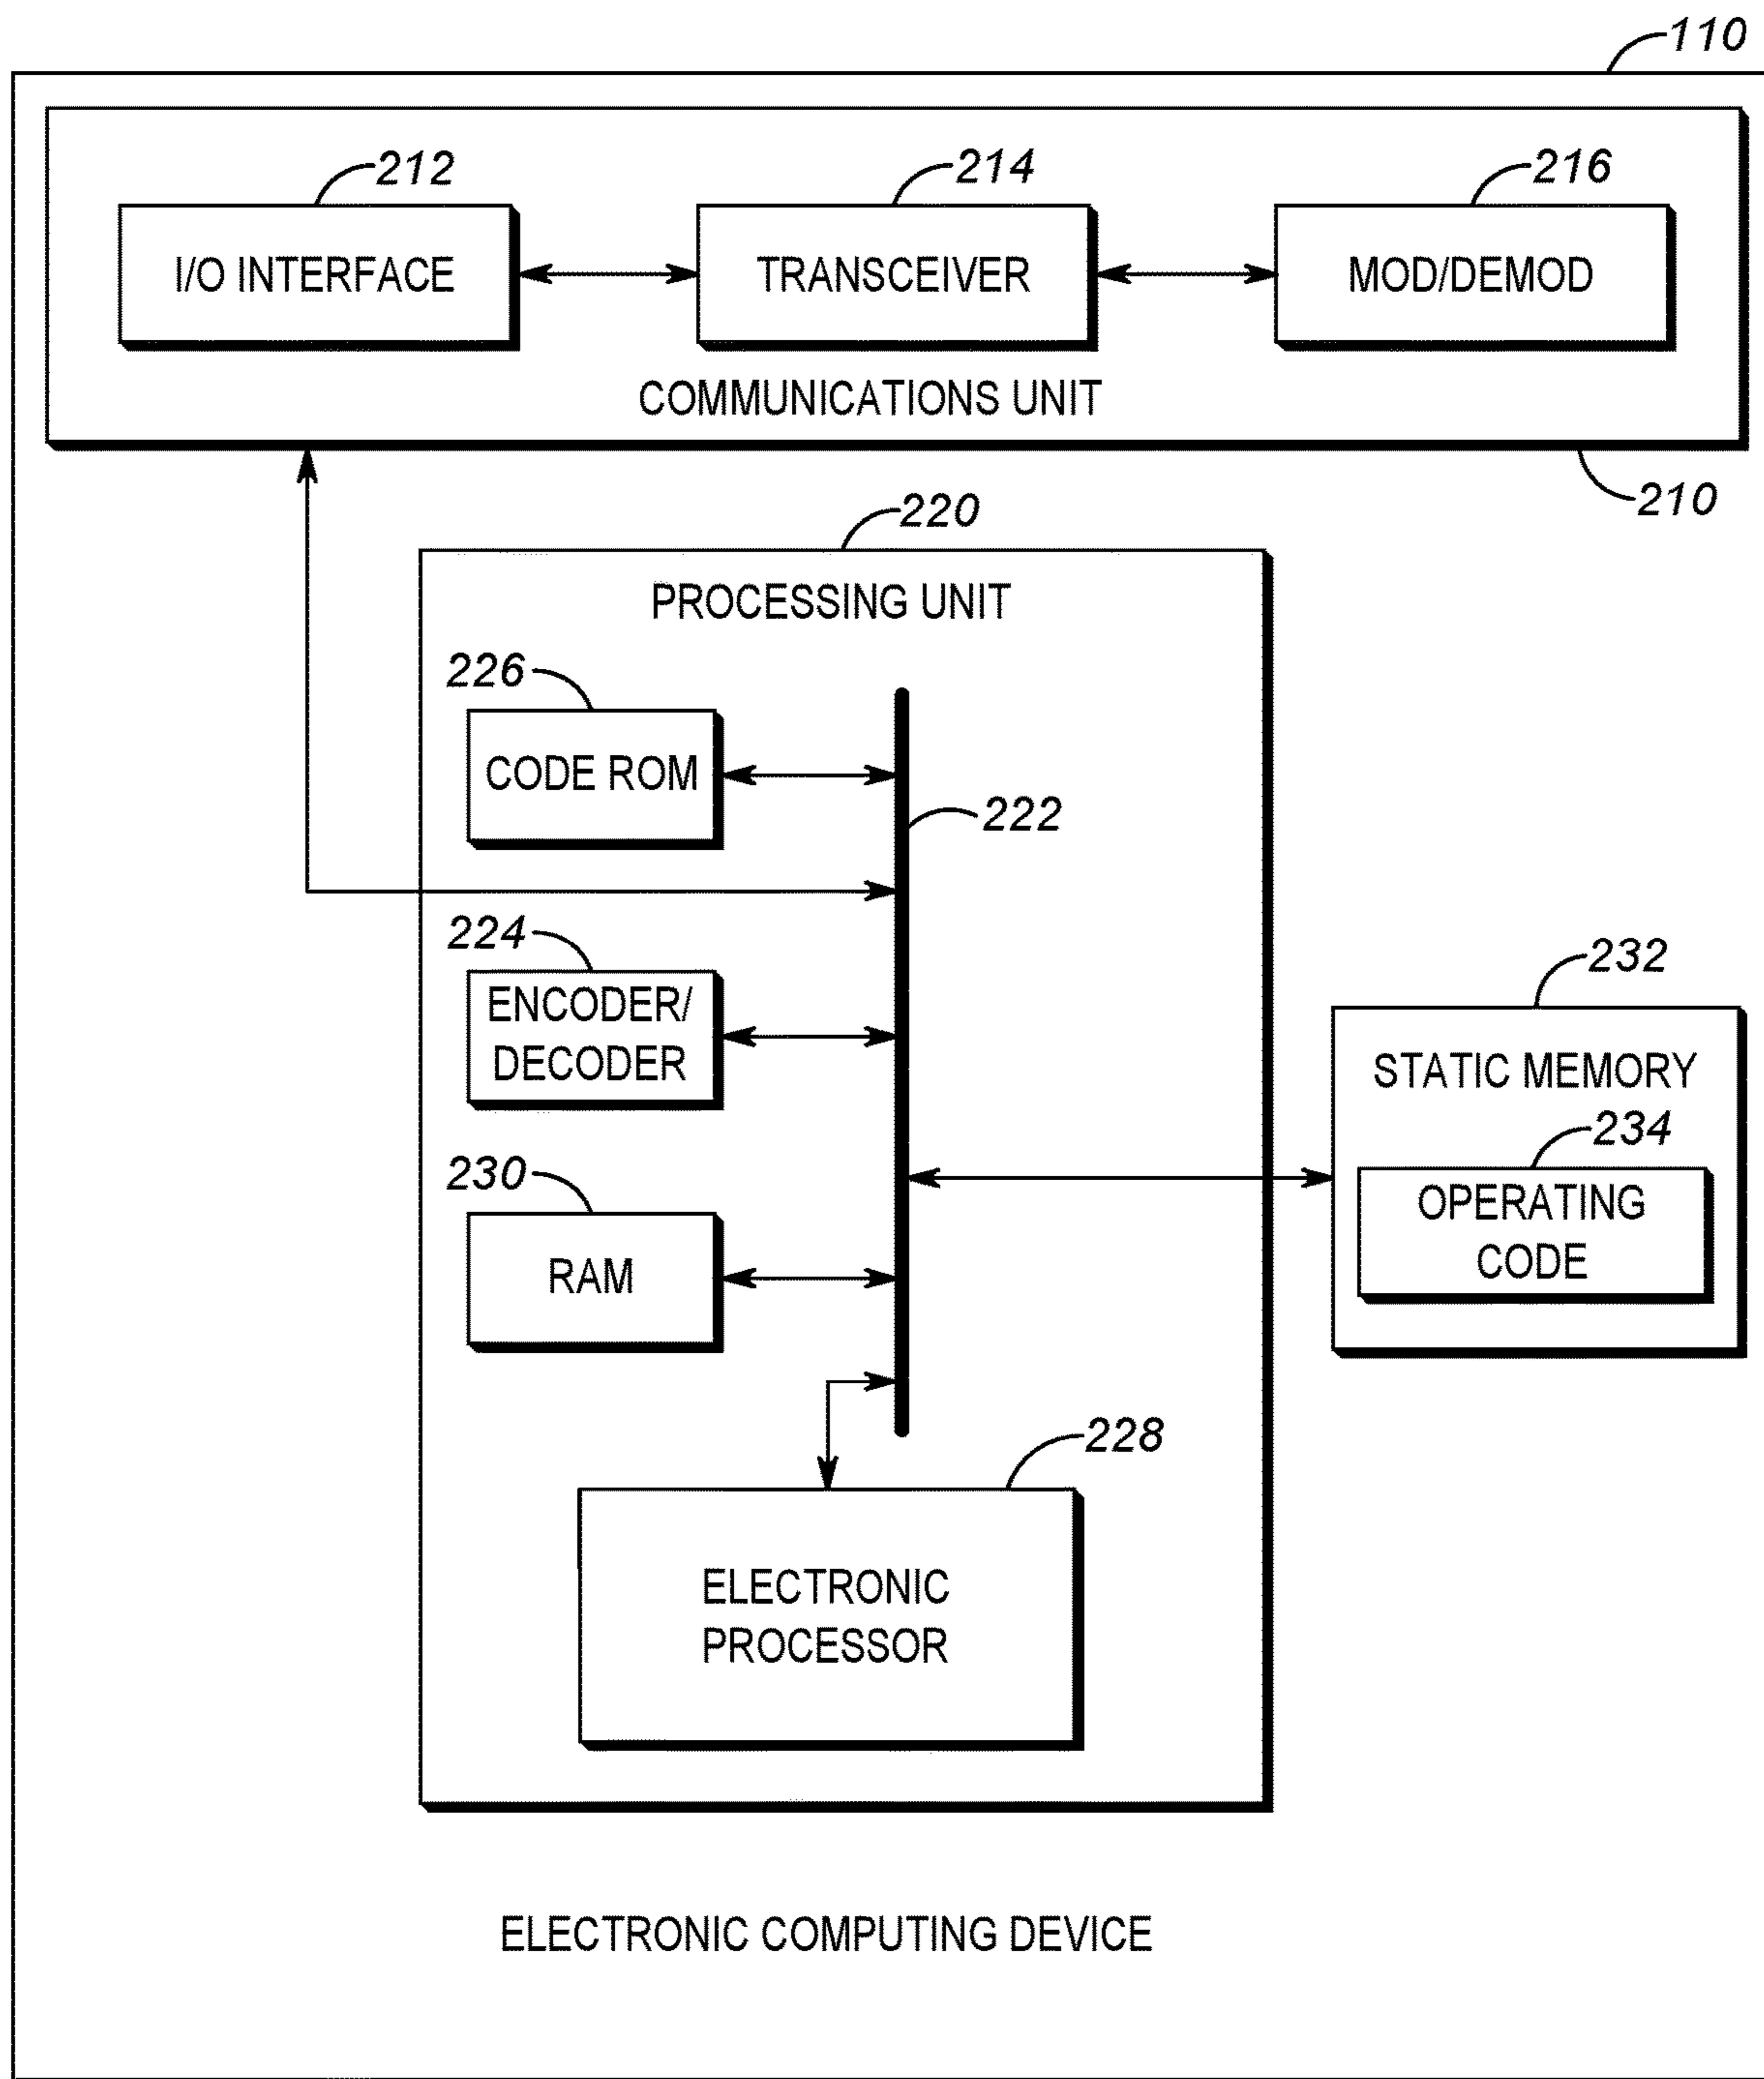 110
212
214
216
I/O INTERFACE
TRANSCEIVER
MOD/DEMOD
COMMUNICATIONS UNIT
210
220
PROCESSING UNIT
226
CODE ROM
222
224
ENCODER/
DECODER
232
STATIC MEMORY
234
OPERATING
CODE
230
RAM
228
ELECTRONIC
PROCESSOR
ELECTRONIC COMPUTING DEVICE